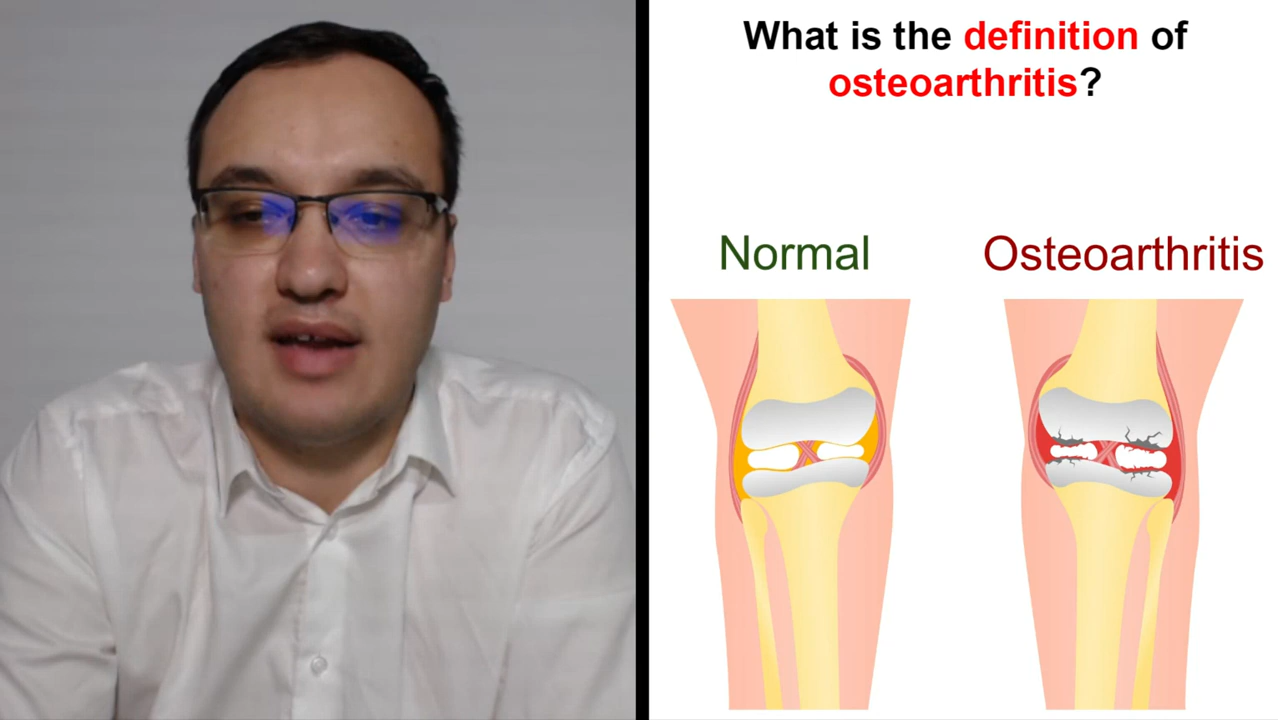 What is the definition of
osteoarthritis?
Normal
Osteoarthritis